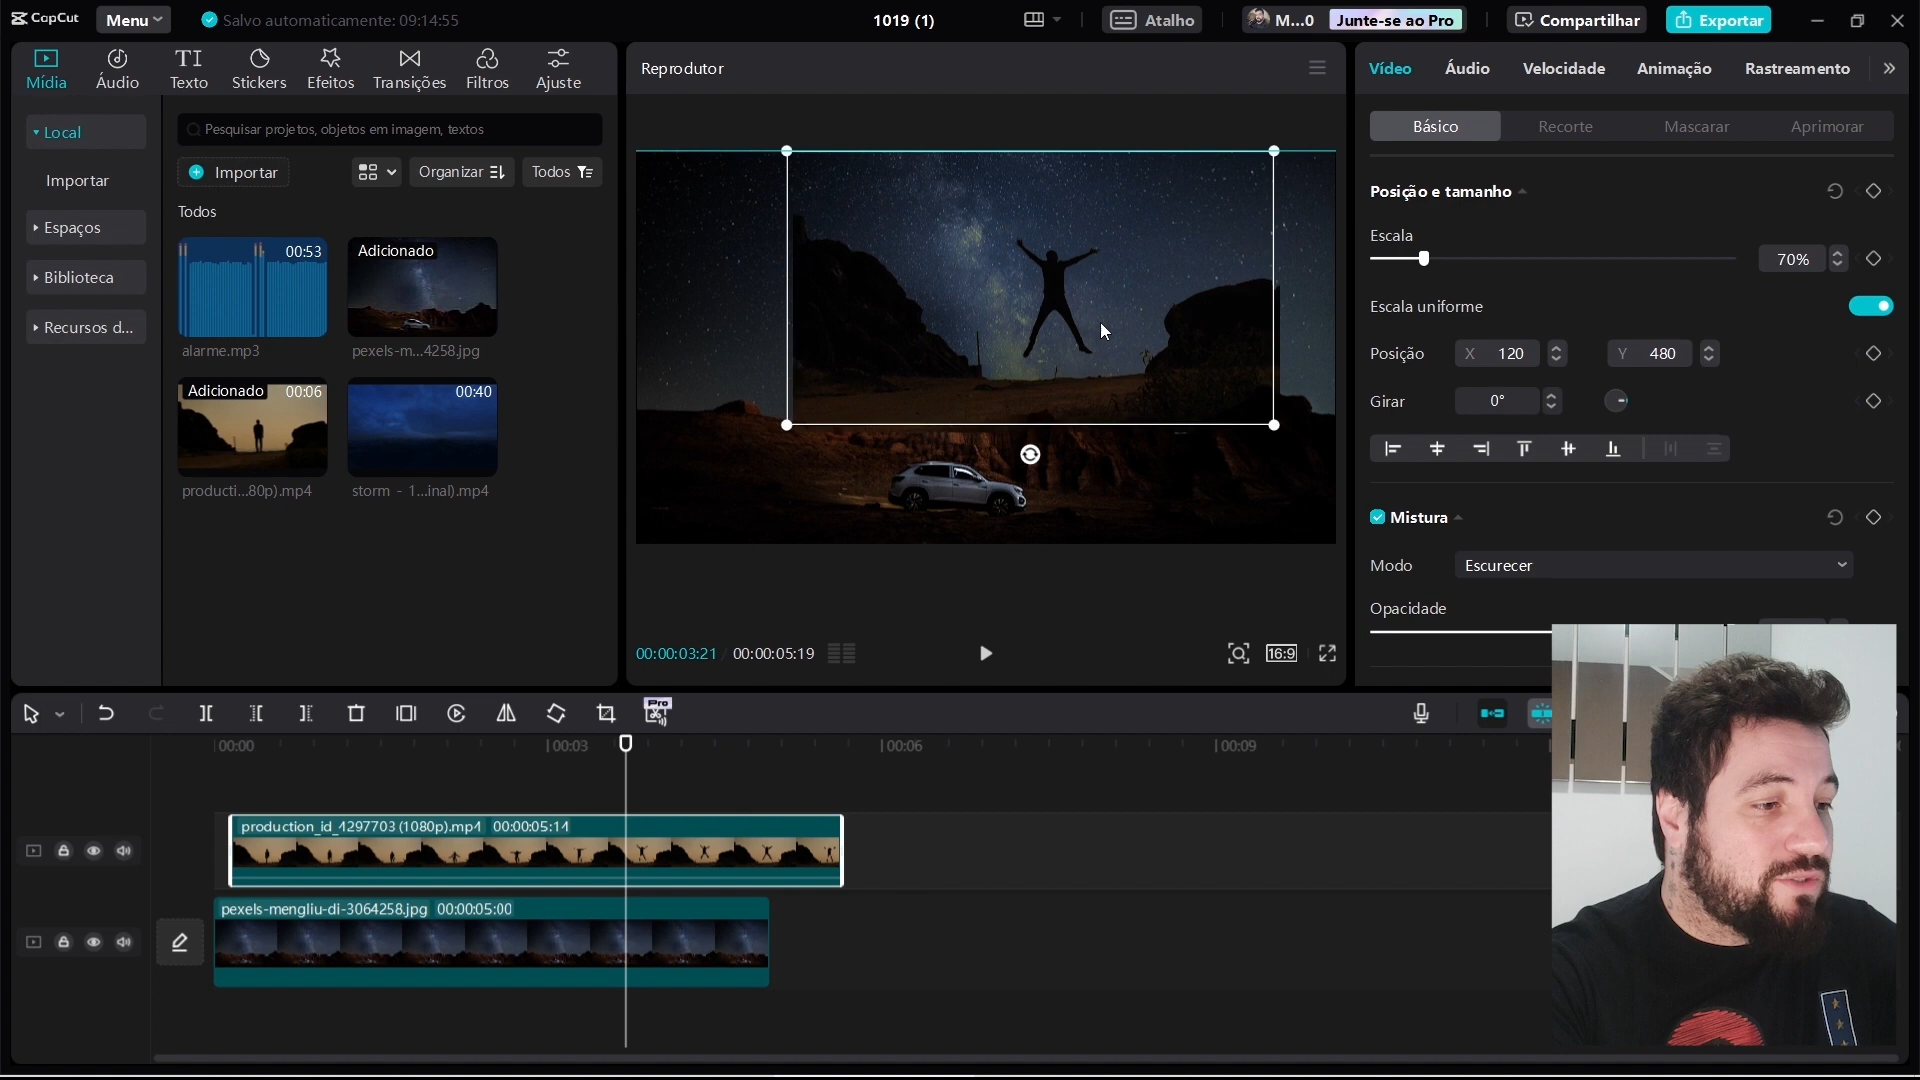 CapCut
Menu
Salvo automaticamente: 09:14:55
1019 (1)
Atalho
M...0
Junte-se ao Pro
Compartilhar
Exportar
Mídia
Áudio
Texto
Stickers
Efeitos
Transições
Filtros
Ajuste
Local
Importar
Espaços
Biblioteca
Recursos d...
Pesquisar projetos, objetos em imagem, textos
Importar
Organizar
Todos
Todos
00:53
alarme.mp3
Adicionado
pexels-m...4258.jpg
Adicionado
00:06
producti...80p).mp4
00:40
storm - 1...inal).mp4
Reprodutor
00:00:03:21
00:00:05:19
16:9
Vídeo
Áudio
Velocidade
Animação
Rastreamento
Básico
Recorte
Mascarar
Aprimorar
Posição e tamanho
Escala
70%
Escala uniforme
Posição
X 120
Y 480
Girar
0°
Mistura
Modo
Escurecer
Opacidade
Pro
00:00
00:03
00:06
00:09
production_id_4297703 (1080p).mp4 00:00:05:14
pexels-mengliu-di-3064258.jpg 00:00:05:00